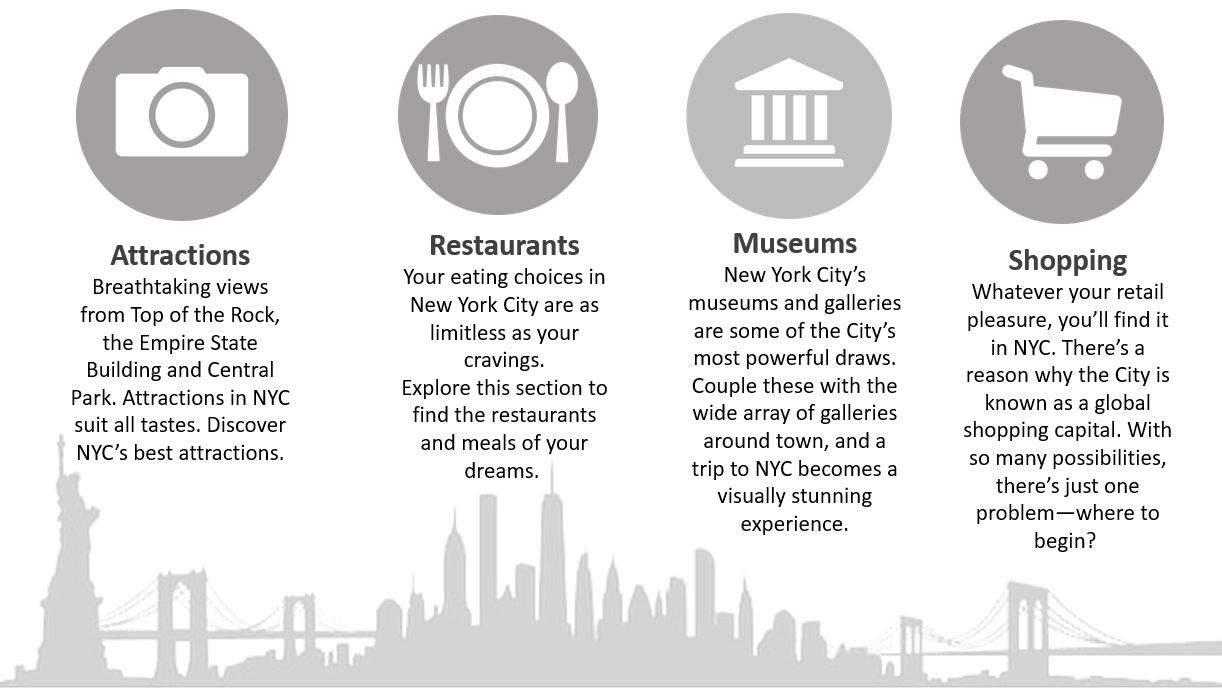 Attractions
Breathtaking views
from Top of the Rock,
the Empire State
Building and Central
Park. Attractions in NYC
suit all tastes. Discover
NYC’s best attractions.
Restaurants
Your eating choices in
New York City are as
limitless as your
cravings.
Explore this section to
find the restaurants
and meals of your
dreams.
Museums
New York City’s
museums and galleries
are some of the City’s
most powerful draws.
Couple these with the
wide array of galleries
around town, and a
trip to NYC becomes a
visually stunning
experience.
Shopping
Whatever your retail
pleasure, you’ll find it
in NYC. There’s a
reason why the City is
known as a global
shopping capital. With
so many possibilities,
there’s just one
problem—where to
begin?